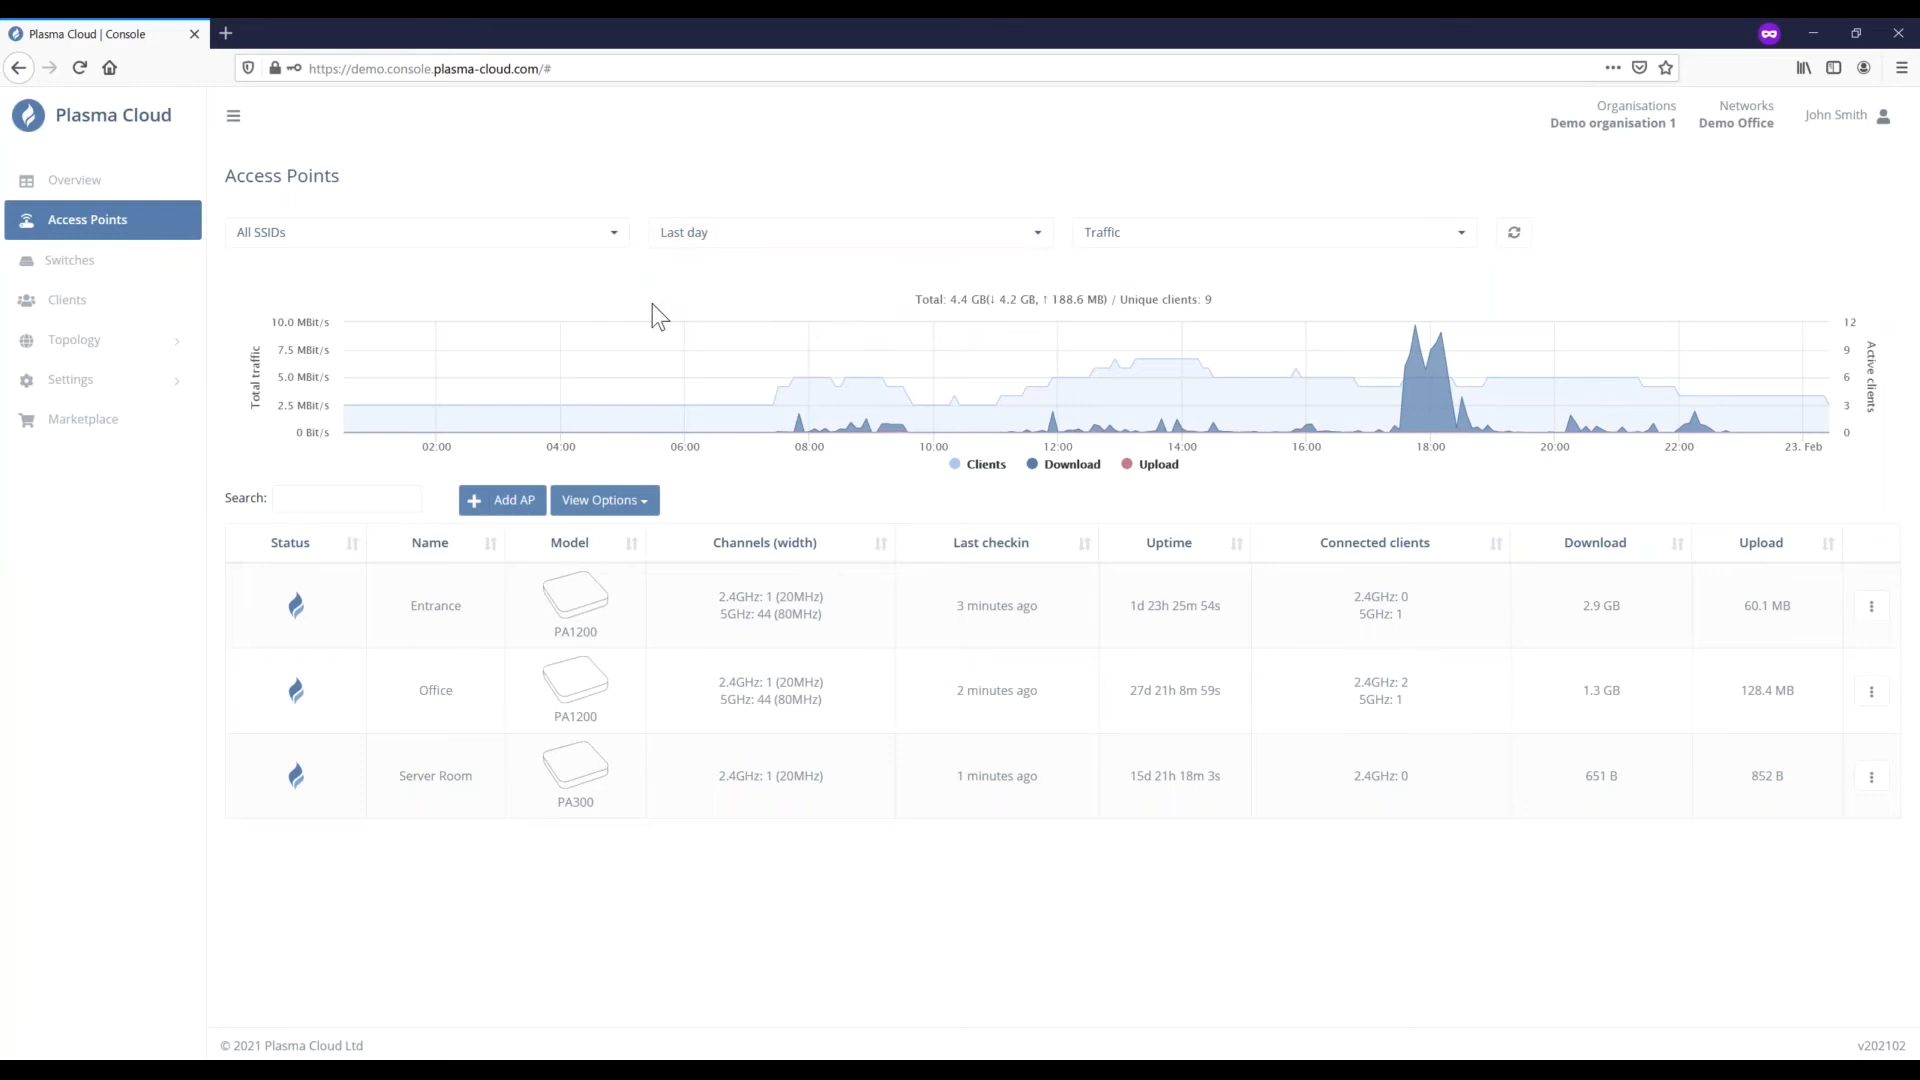 Plasma Cloud | Console
https://demo.console.plasma-cloud.com/#
Plasma Cloud
Organisations
Demo organisation 1
Networks
Demo Office
John Smith
Overview
Access Points
Switches
Clients
Topology
Settings
Marketplace
Access Points
All SSIDs
Last day
Traffic
Total: 4.4 GB(↓ 4.2 GB, ↑ 188.6 MB) / Unique clients: 9
Total traffic
10.0 MBit/s
7.5 MBit/s
5.0 MBit/s
2.5 MBit/s
0 Bit/s
12
9
6
3
0
Active clients
02:00 04:00 06:00 08:00 10:00 12:00 14:00 16:00 18:00 20:00 22:00 23. Feb
Clients Download Upload
Search:
Add AP
View Options
Status Name Model Channels (width) Last checkin Uptime Connected clients Download Upload
Entrance
PA1200
2.4GHz: 1 (20MHz)
5GHz: 44 (80MHz)
3 minutes ago
1d 23h 25m 54s
2.4GHz: 0
5GHz: 1
2.9 GB
60.1 MB
Office
PA1200
2.4GHz: 1 (20MHz)
5GHz: 44 (80MHz)
2 minutes ago
27d 21h 8m 59s
2.4GHz: 2
5GHz: 1
1.3 GB
128.4 MB
Server Room
PA300
2.4GHz: 1 (20MHz)
1 minutes ago
15d 21h 18m 3s
2.4GHz: 0
651 B
852 B
© 2021 Plasma Cloud Ltd
v202102